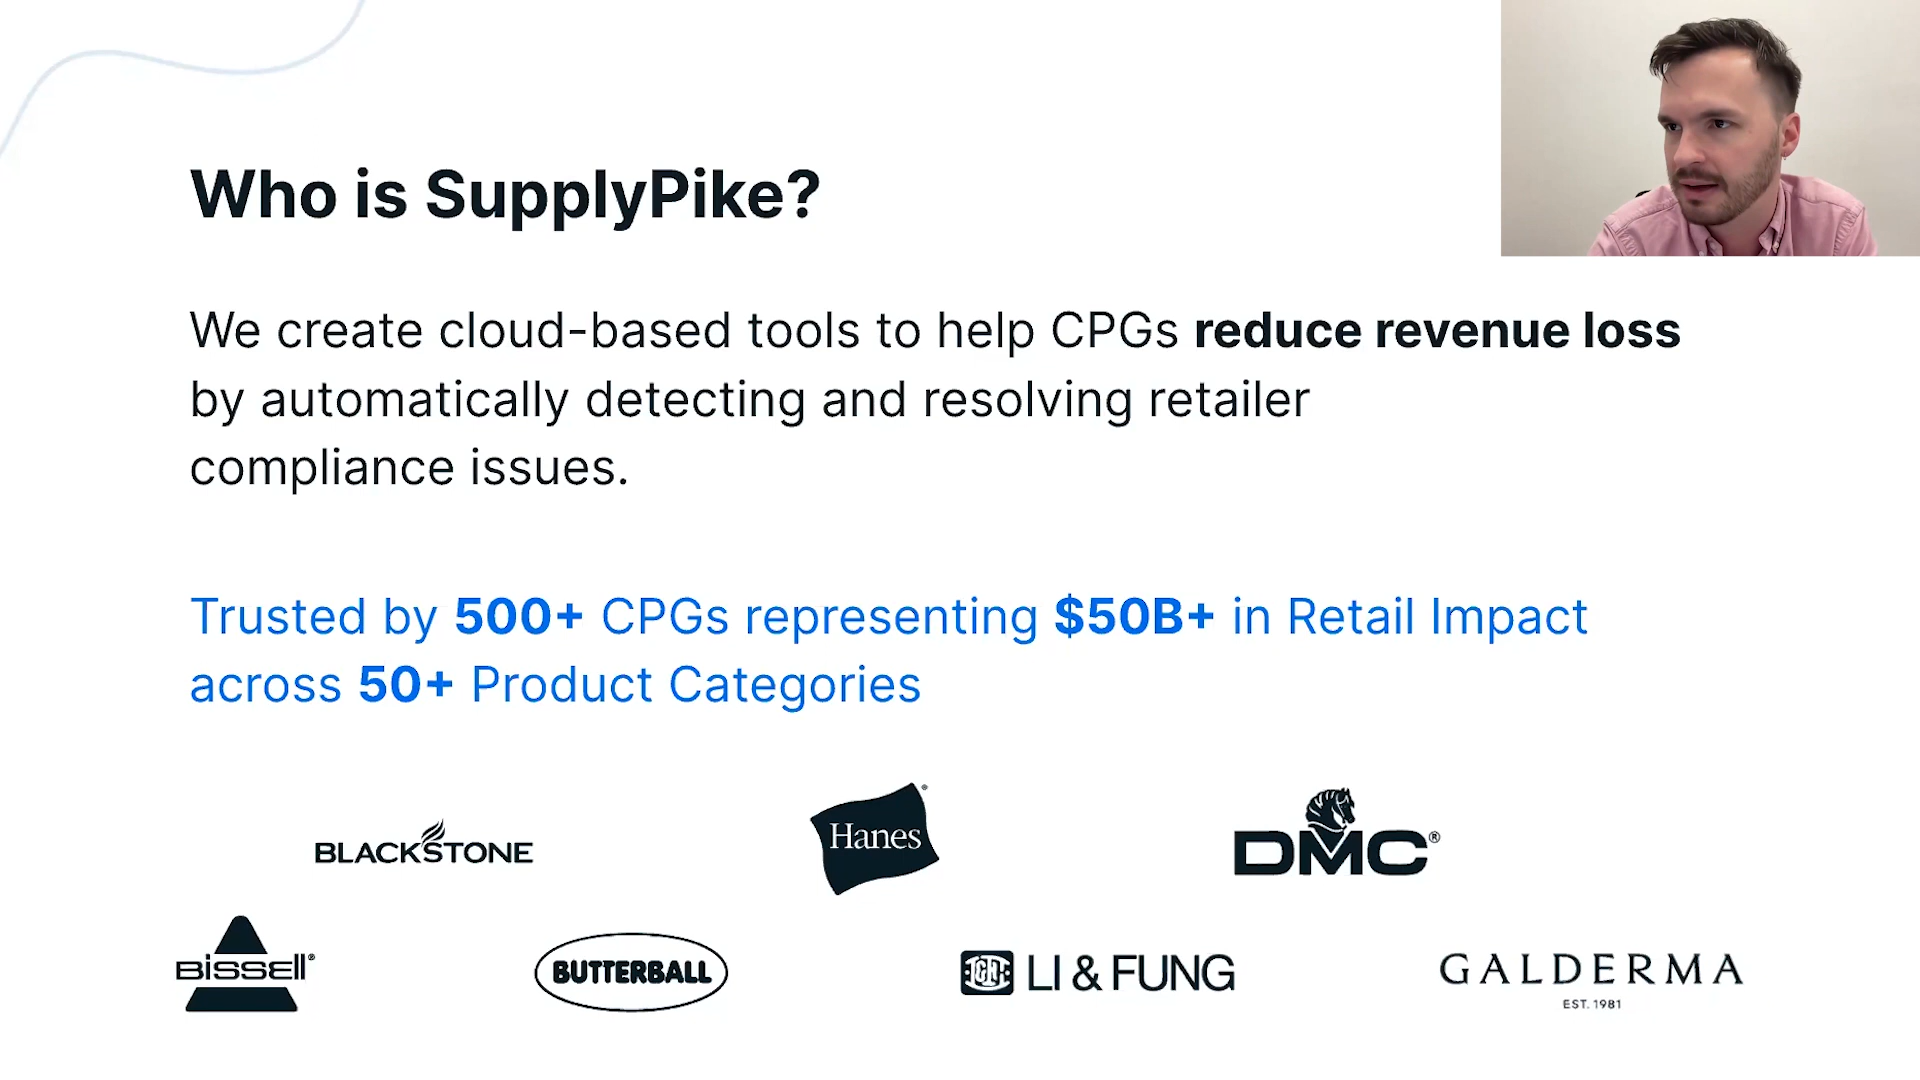 Who is SupplyPike?
We create cloud-based tools to help CPGs reduce revenue loss
by automatically detecting and resolving retailer
compliance issues.
Trusted by 500+ CPGs representing $50B+ in Retail Impact
across 50+ Product Categories
BLACKSTONE
Hanes®
DMC®
BISSELL®
BUTTERBALL
LI & FUNG
GALDERMA
EST. 1981